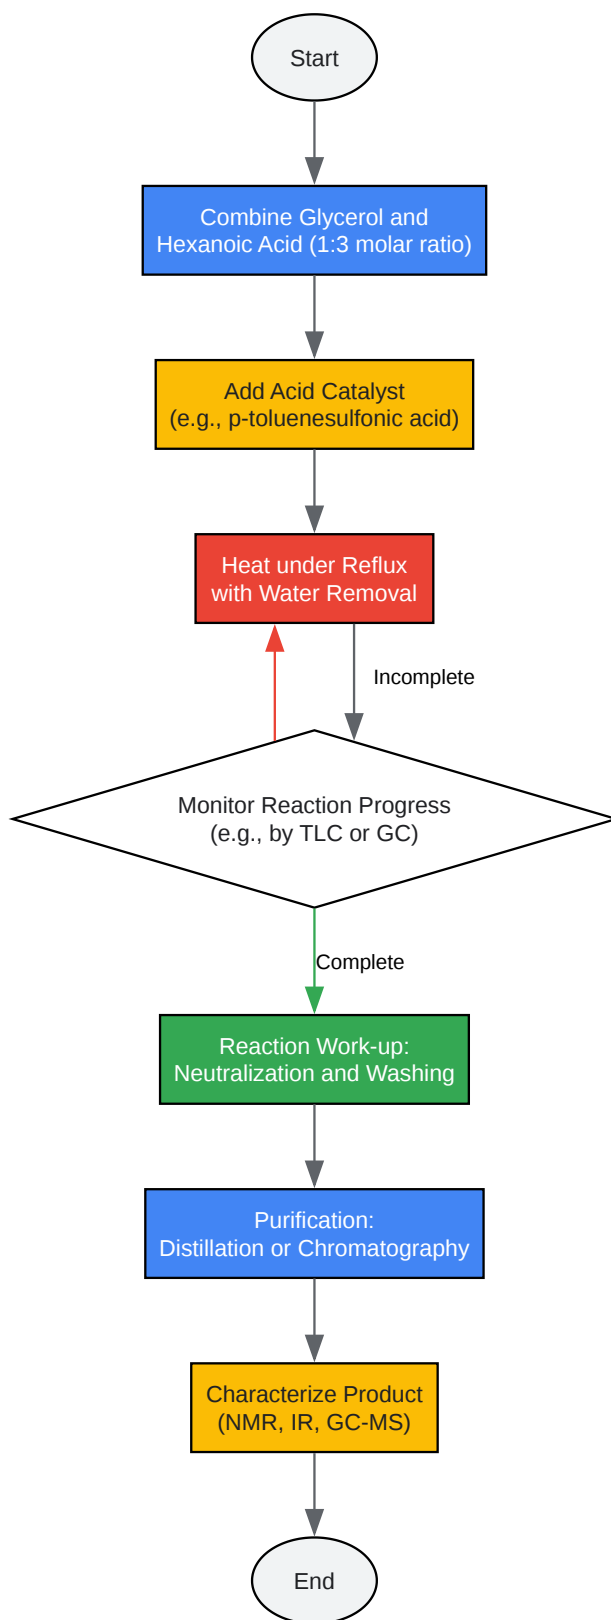 Start
Combine Glycerol and
Hexanoic Acid (1:3 molar ratio)
Add Acid Catalyst
(e.g., p-toluenesulfonic acid)
Heat under Reflux
with Water Removal
Incomplete
Monitor Reaction Progress
(e.g., by TLC or GC)
Complete
Reaction Work-up:
Neutralization and Washing
Purification:
Distillation or Chromatography
Characterize Product
(NMR, IR, GC-MS)
End